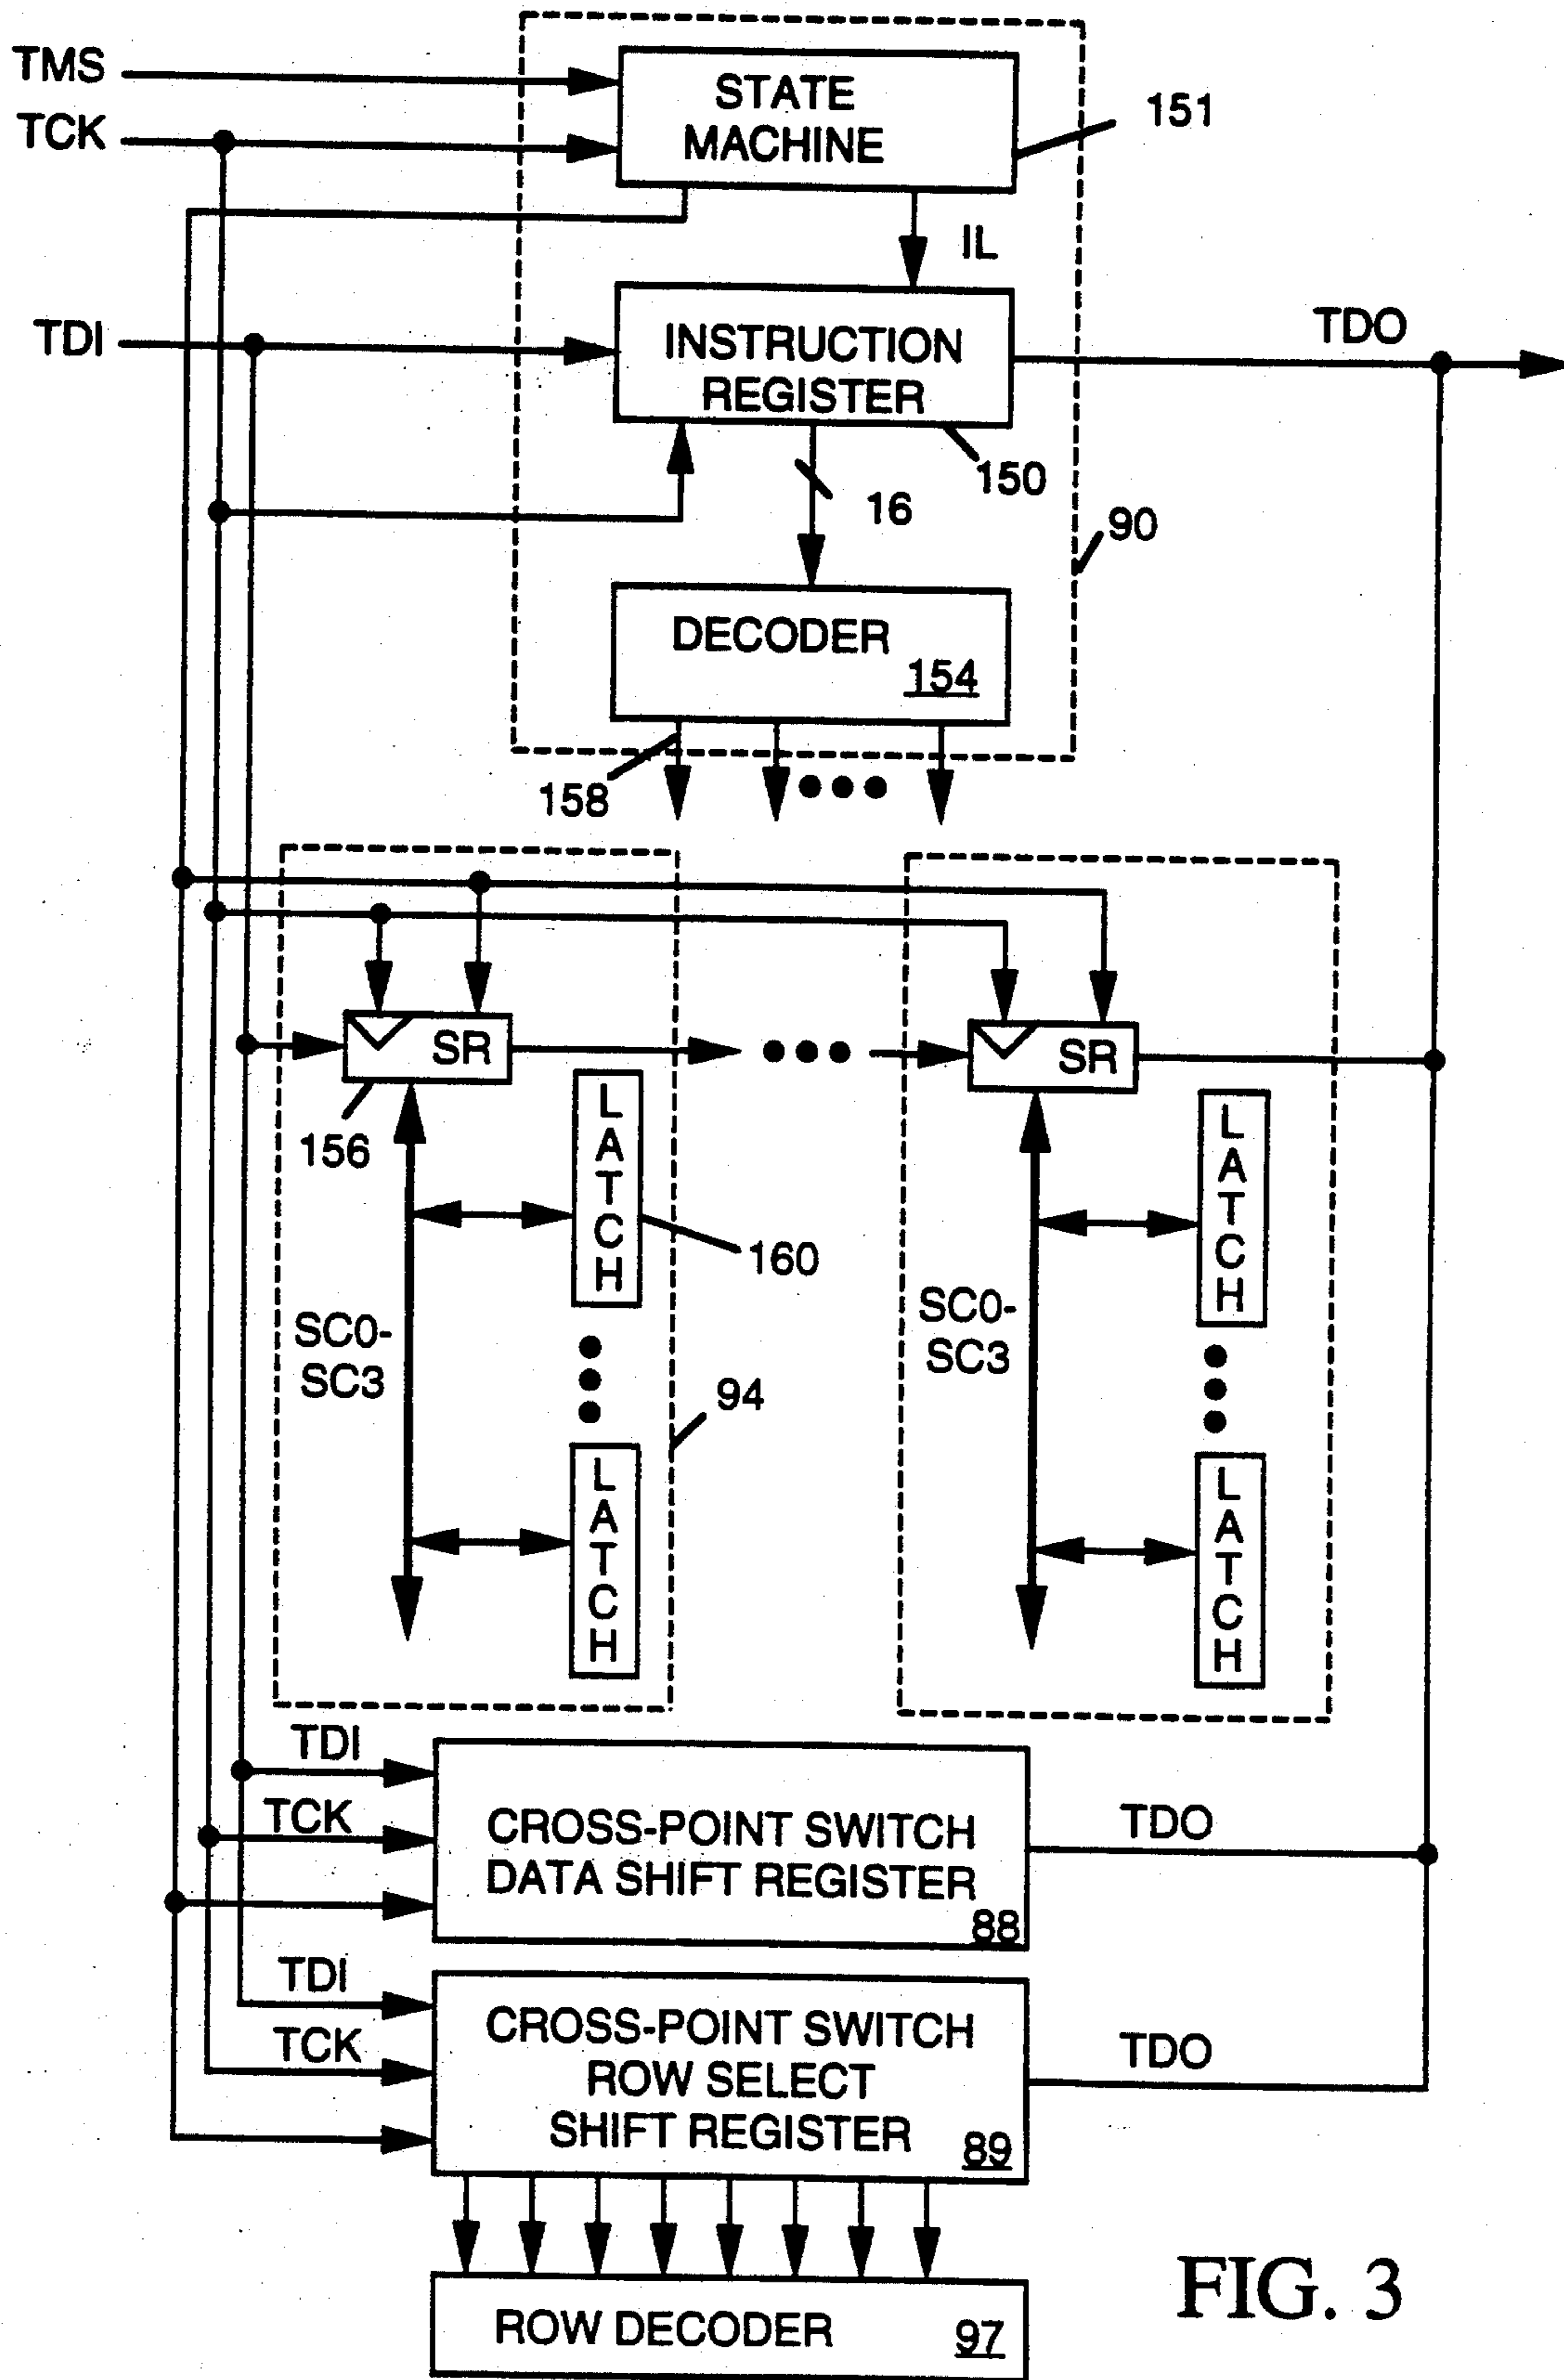 TMS
STATE
MACHINE
151
TCK
IL
TDI
INSTRUCTION
REGISTER
TDO
150
16
90
DECODER
154
158
SR
SR
156
LATCH
LATCH
160
SC0-
SC3
SC0-
SC3
94
LATCH
LATCH
TDI
TCK
CROSS-POINT SWITCH
DATA SHIFT REGISTER
88
TDO
TDI
TCK
CROSS-POINT SWITCH
ROW SELECT
SHIFT REGISTER
89
TDO
ROW DECODER
97
FIG. 3